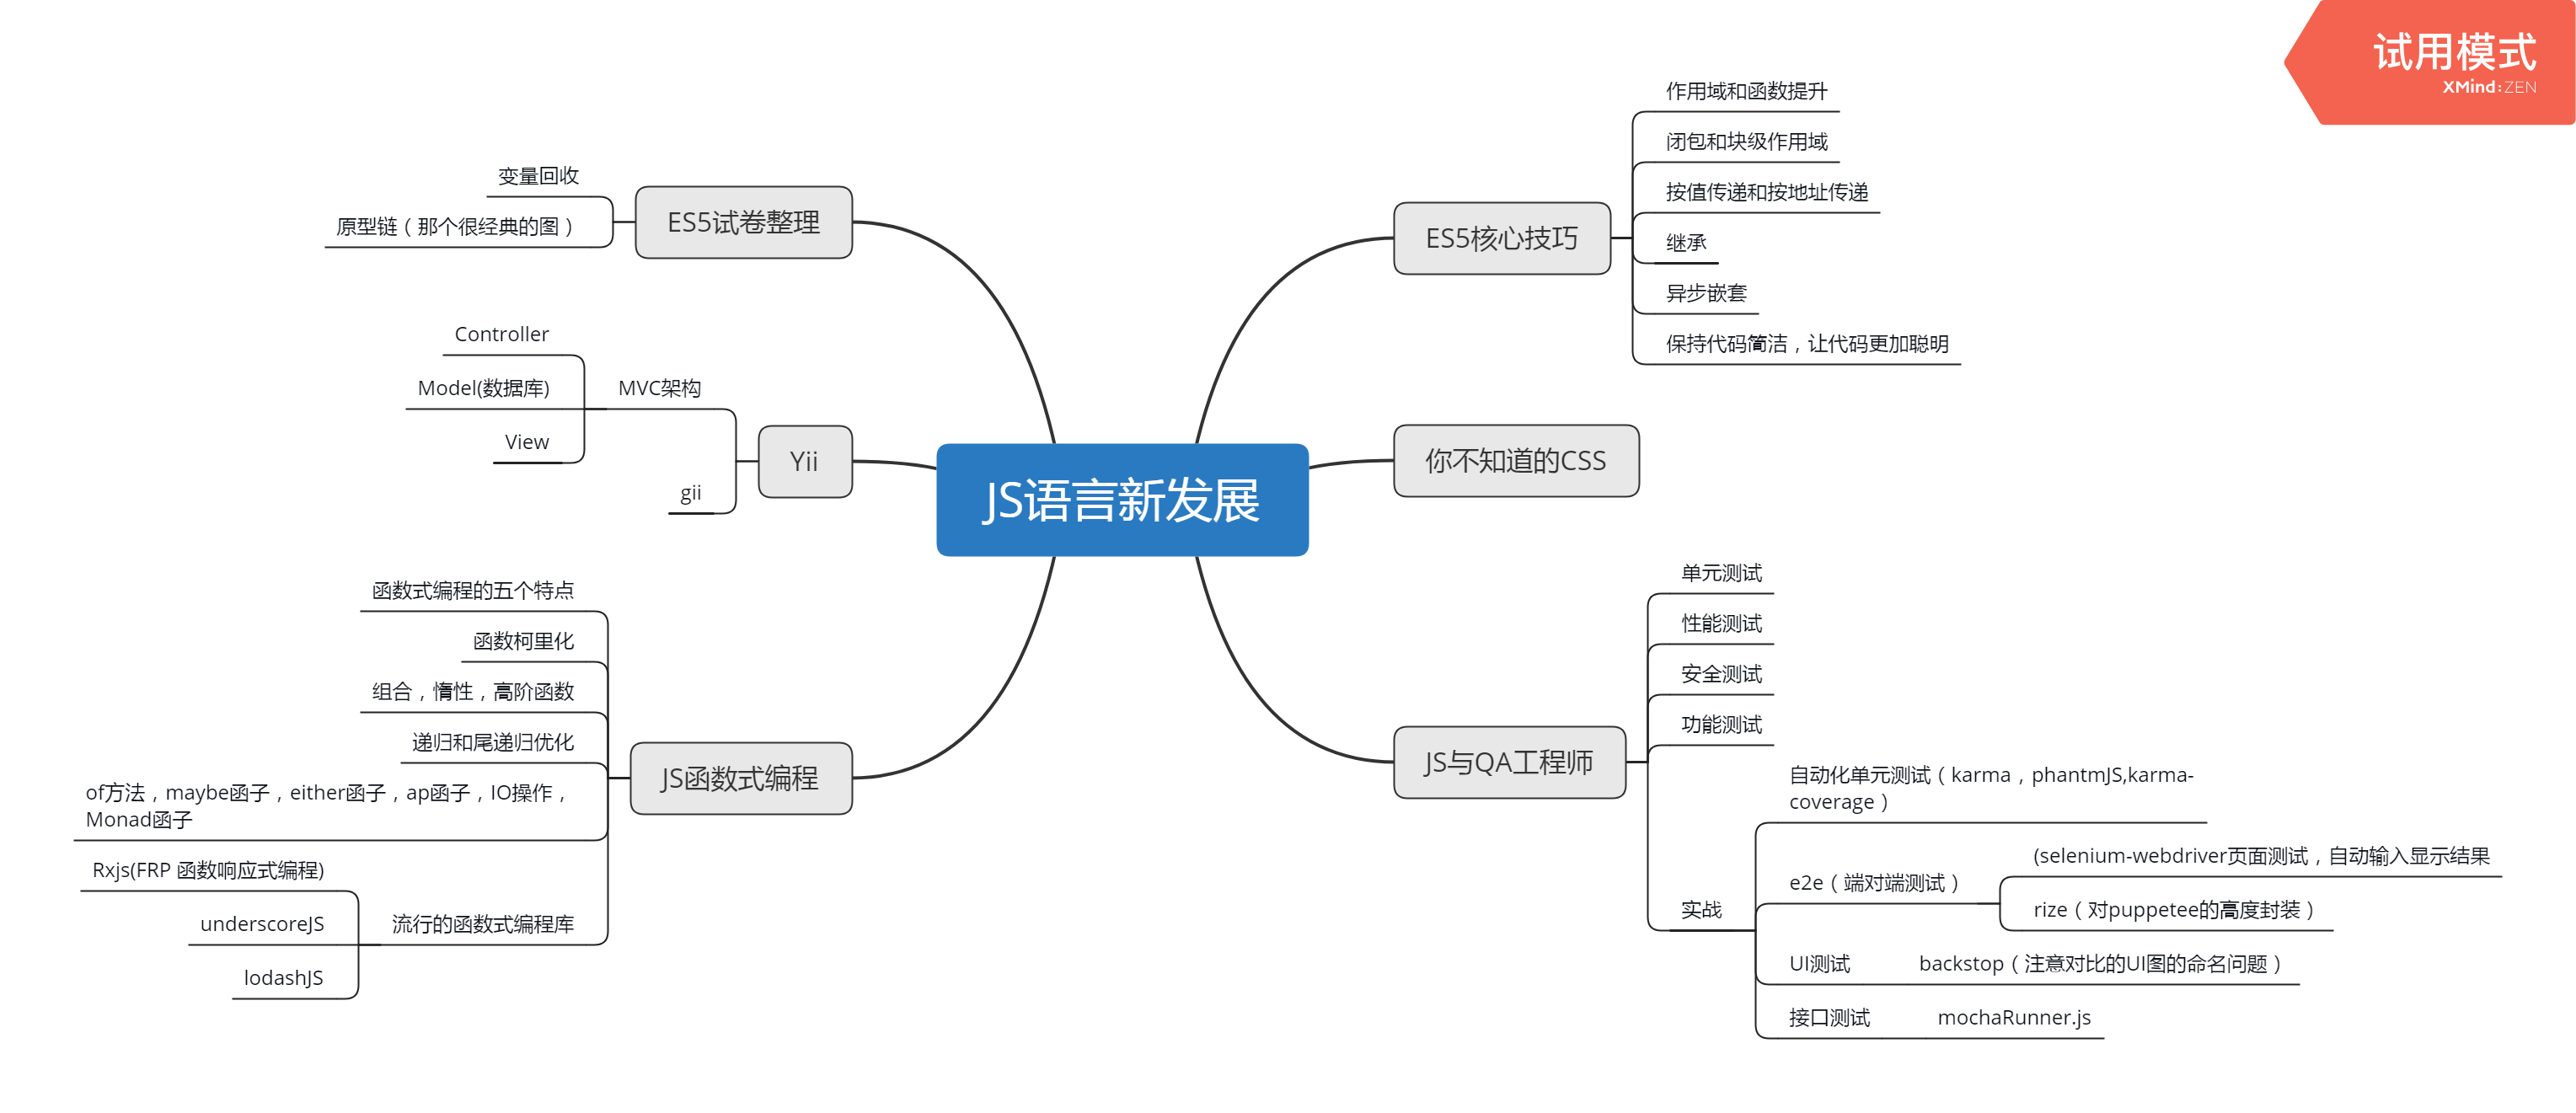 试用模式
XMind:ZEN
JS语言新发展
ES5核心技巧
作用域和函数提升
闭包和块级作用域
按值传递和按地址传递
继承
异步嵌套
保持代码简洁，让代码更加聪明
你不知道的CSS
JS与QA工程师
单元测试
性能测试
安全测试
功能测试
实战
自动化单元测试（karma，phantmJS,karma-
coverage）
e2e（端对端测试）
(selenium-webdriver页面测试，自动输入显示结果
rize（对puppetee的高度封装）
UI测试
backstop（注意对比的UI图的命名问题）
接口测试
mochaRunner.js
ES5试卷整理
变量回收
原型链（那个很经典的图）
Yii
MVC架构
Controller
Model(数据库)
View
gii
JS函数式编程
函数式编程的五个特点
函数柯里化
组合，惰性，高阶函数
递归和尾递归优化
of方法，maybe函子，either函子，ap函子，IO操作，
Monad函子
流行的函数式编程库
Rxjs(FRP 函数响应式编程)
underscoreJS
lodashJS